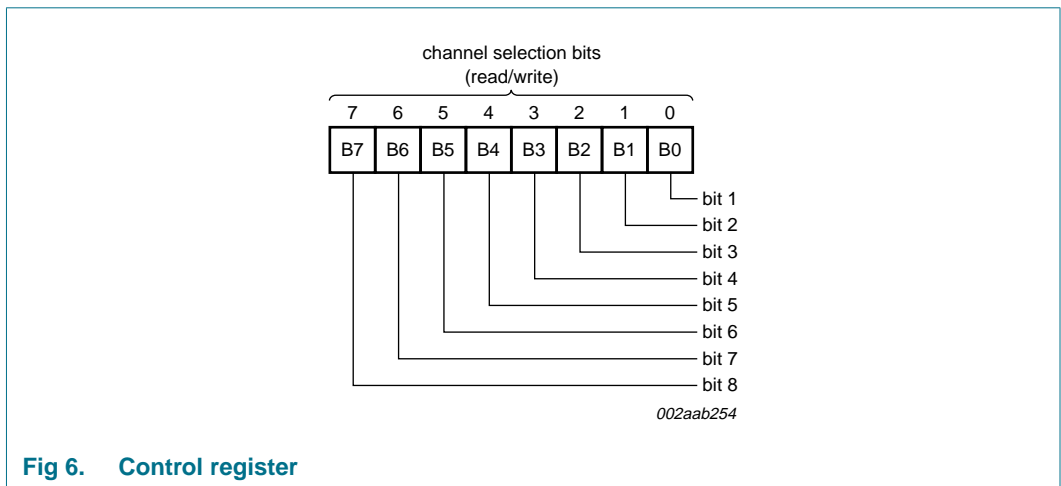 channel selection bits
(read/write)
7 6 5 4 3 2 1 0
B7 B6 B5 B4 B3 B2 B1 B0
bit 1
bit 2
bit 3
bit 4
bit 5
bit 6
bit 7
bit 8
002aab254
Fig 6. Control register